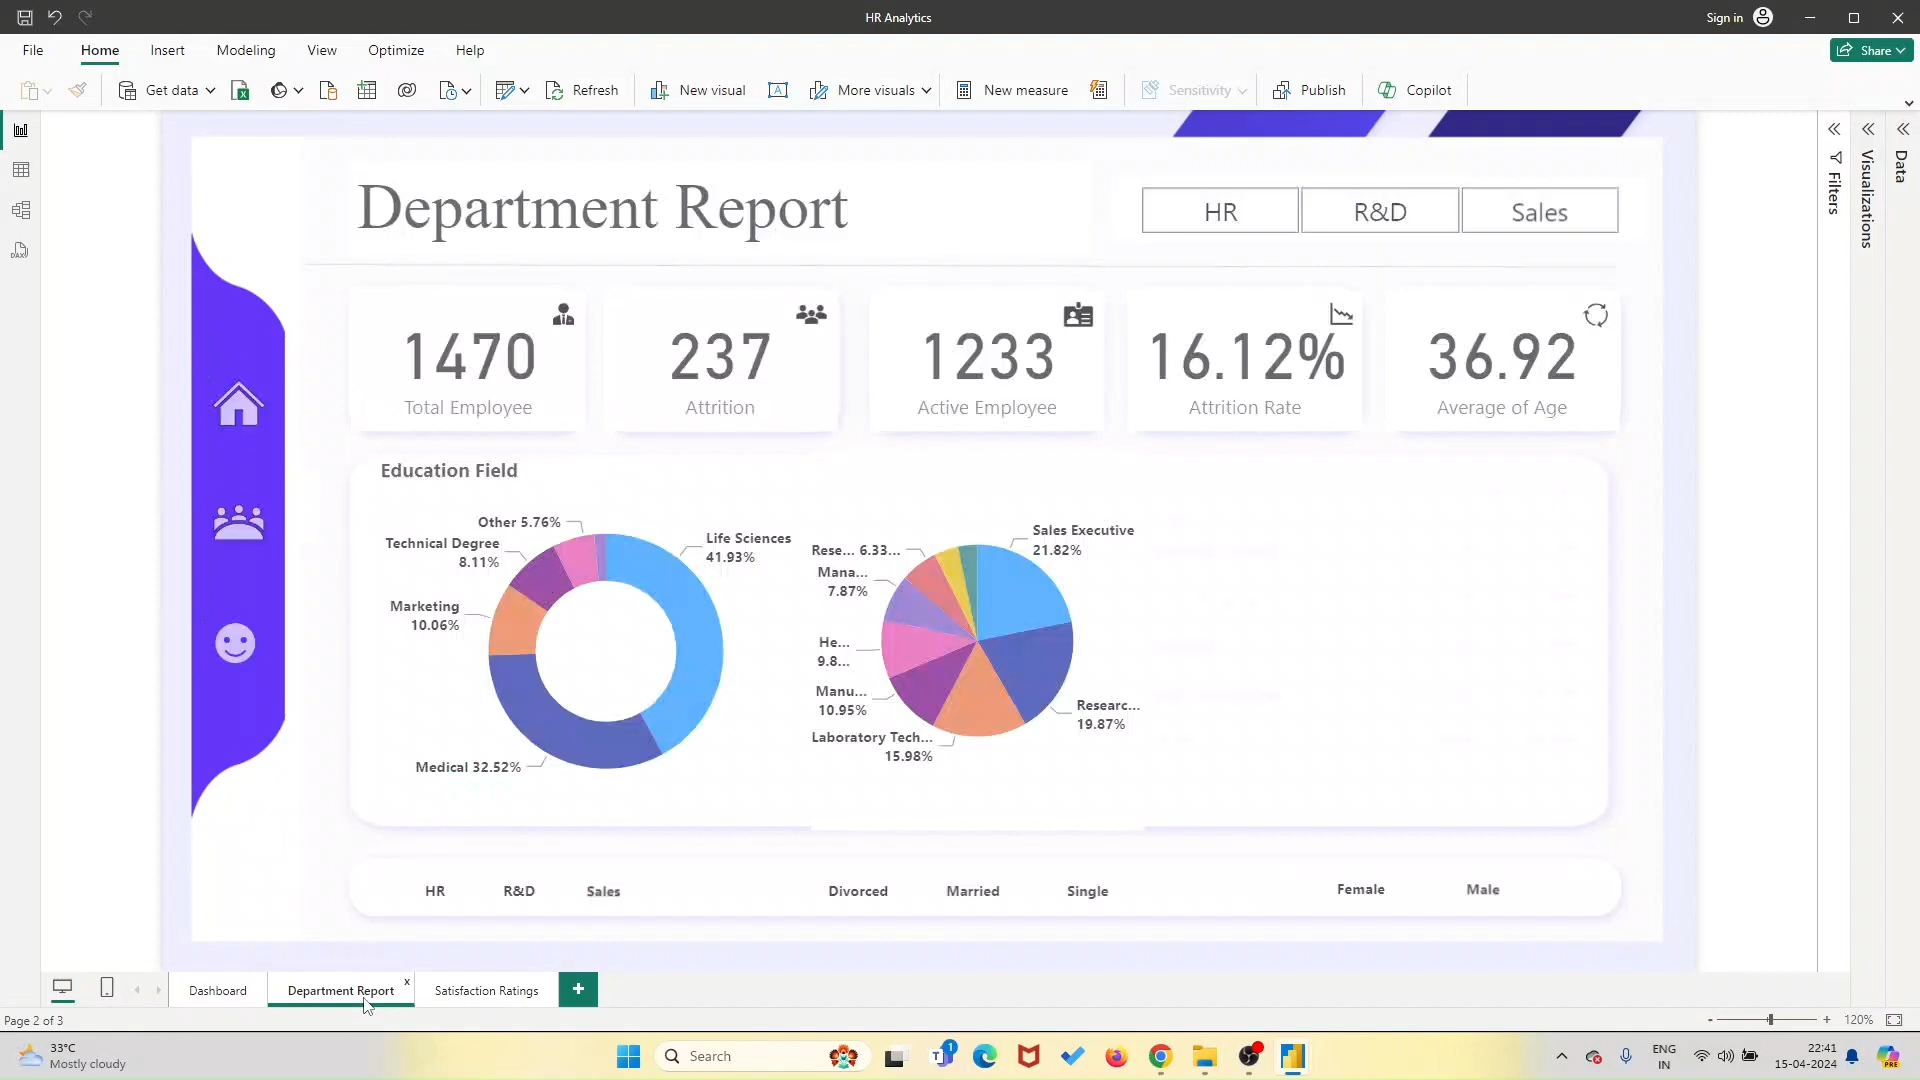 HR Analytics
Sign in
File Home Insert Modeling View Optimize Help
Share
Get data
Refresh
New visual
More visuals
New measure
Sensitivity
Publish
Copilot
Department Report
HR R&D Sales
1470
Total Employee
237
Attrition
1233
Active Employee
16.12%
Attrition Rate
36.92
Average of Age
Education Field
Other 5.76%
Technical Degree
8.11%
Marketing
10.06%
Life Sciences
41.93%
Medical 32.52%
Sales Executive
21.82%
Rese... 6.33...
Mana...
7.87%
He...
9.8...
Manu...
10.95%
Laboratory Tech...
15.98%
Researc...
19.87%
HR R&D Sales
Divorced Married Single
Female Male
Filters
Visualizations
Data
DAX
Dashboard
Department Report x
Satisfaction Ratings
+
Page 2 of 3
- + 120%
33°C
Mostly cloudy
Search
1
ENG
IN
22:41
15-04-2024
PRE